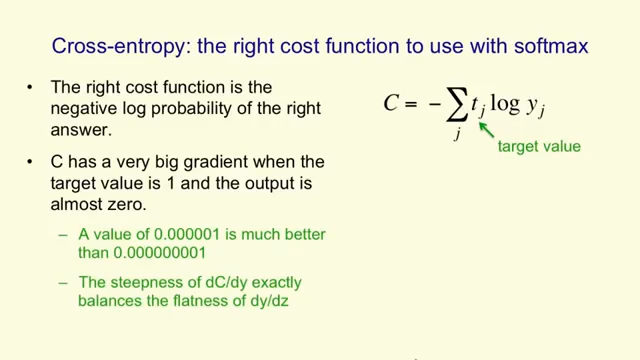 Cross-entropy: the right cost function to use with softmax
• The right cost function is the
negative log probability of the right
answer.
• C has a very big gradient when the
target value is 1 and the output is
almost zero.
– A value of 0.000001 is much better
than 0.000000001
– The steepness of dC/dy exactly
balances the flatness of dy/dz
C = − ∑ t_j log y_j
j
target value